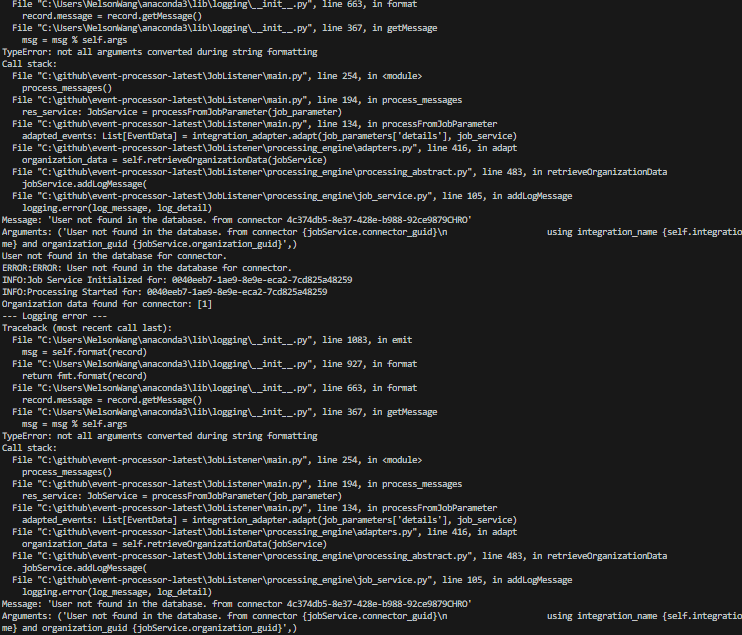 File "C:\Users\NelsonWang\anaconda3\lib\logging\__init__.py", line 663, in format
record.message = record.getMessage()
File "C:\Users\NelsonWang\anaconda3\lib\logging\__init__.py", line 367, in getMessage
msg = msg % self.args
TypeError: not all arguments converted during string formatting
Call stack:
File "C:\github\event-processor-latest\JobListener\main.py", line 254, in <module>
process_messages()
File "C:\github\event-processor-latest\JobListener\main.py", line 194, in process_messages
res_service: JobService = processFromJobParameter(job_parameter)
File "C:\github\event-processor-latest\JobListener\main.py", line 134, in processFromJobParameter
adapted_events: List[EventData] = integration_adapter.adapt(job_parameters['details'], job_service)
File "C:\github\event-processor-latest\JobListener\processing_engine\adapters.py", line 416, in adapt
organization_data = self.retrieveOrganizationData(jobService)
File "C:\github\event-processor-latest\JobListener\processing_engine\processing_abstract.py", line 483, in retrieveOrganizationData
jobService.addLogMessage(
File "C:\github\event-processor-latest\JobListener\processing_engine\job_service.py", line 105, in addLogMessage
logging.error(log_message, log_detail)
Message: 'User not found in the database. from connector 4c374db5-8e37-428e-b988-92ce9879CHRO'
Arguments: ('User not found in the database. from connector {jobService.connector_guid}\n using integration_name {self.integratio
me} and organization_guid {jobService.organization_guid}',)
User not found in the database for connector.
ERROR:ERROR: User not found in the database for connector.
INFO:Job Service Initialized for: 0040eeb7-1ae9-8e9e-eca2-7cd825a48259
INFO:Processing Started for: 0040eeb7-1ae9-8e9e-eca2-7cd825a48259
Organization data found for connector: [1]
--- Logging error ---
Traceback (most recent call last):
File "C:\Users\NelsonWang\anaconda3\lib\logging\__init__.py", line 1083, in emit
msg = self.format(record)
File "C:\Users\NelsonWang\anaconda3\lib\logging\__init__.py", line 927, in format
return fmt.format(record)
File "C:\Users\NelsonWang\anaconda3\lib\logging\__init__.py", line 663, in format
record.message = record.getMessage()
File "C:\Users\NelsonWang\anaconda3\lib\logging\__init__.py", line 367, in getMessage
msg = msg % self.args
TypeError: not all arguments converted during string formatting
Call stack:
File "C:\github\event-processor-latest\JobListener\main.py", line 254, in <module>
process_messages()
File "C:\github\event-processor-latest\JobListener\main.py", line 194, in process_messages
res_service: JobService = processFromJobParameter(job_parameter)
File "C:\github\event-processor-latest\JobListener\main.py", line 134, in processFromJobParameter
adapted_events: List[EventData] = integration_adapter.adapt(job_parameters['details'], job_service)
File "C:\github\event-processor-latest\JobListener\processing_engine\adapters.py", line 416, in adapt
organization_data = self.retrieveOrganizationData(jobService)
File "C:\github\event-processor-latest\JobListener\processing_engine\processing_abstract.py", line 483, in retrieveOrganizationData
jobService.addLogMessage(
File "C:\github\event-processor-latest\JobListener\processing_engine\job_service.py", line 105, in addLogMessage
logging.error(log_message, log_detail)
Message: 'User not found in the database. from connector 4c374db5-8e37-428e-b988-92ce9879CHRO'
Arguments: ('User not found in the database. from connector {jobService.connector_guid}\n using integration_name {self.integratio
me} and organization_guid {jobService.organization_guid}',)